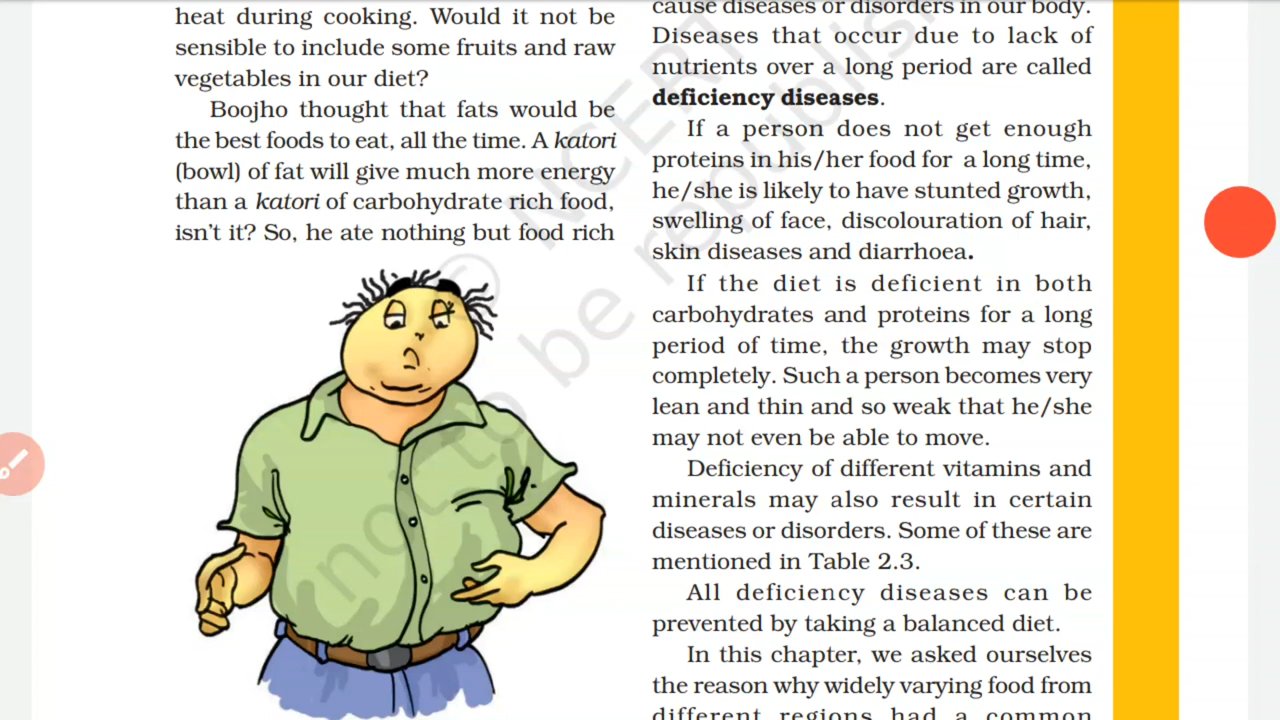 heat during cooking. Would it not be
sensible to include some fruits and raw
vegetables in our diet?
Boojho thought that fats would be
the best foods to eat, all the time. A katori
(bowl) of fat will give much more energy
than a katori of carbohydrate rich food,
isn't it? So, he ate nothing but food rich
cause diseases or disorders in our body.
Diseases that occur due to lack of
nutrients over a long period are called
deficiency diseases.
If a person does not get enough
proteins in his/her food for a long time,
he/she is likely to have stunted growth,
swelling of face, discolouration of hair,
skin diseases and diarrhoea.
If the diet is deficient in both
carbohydrates and proteins for a long
period of time, the growth may stop
completely. Such a person becomes very
lean and thin and so weak that he/she
may not even be able to move.
Deficiency of different vitamins and
minerals may also result in certain
diseases or disorders. Some of these are
mentioned in Table 2.3.
All deficiency diseases can be
prevented by taking a balanced diet.
In this chapter, we asked ourselves
the reason why widely varying food from
different regions had a common
© NCERT
not to be republish